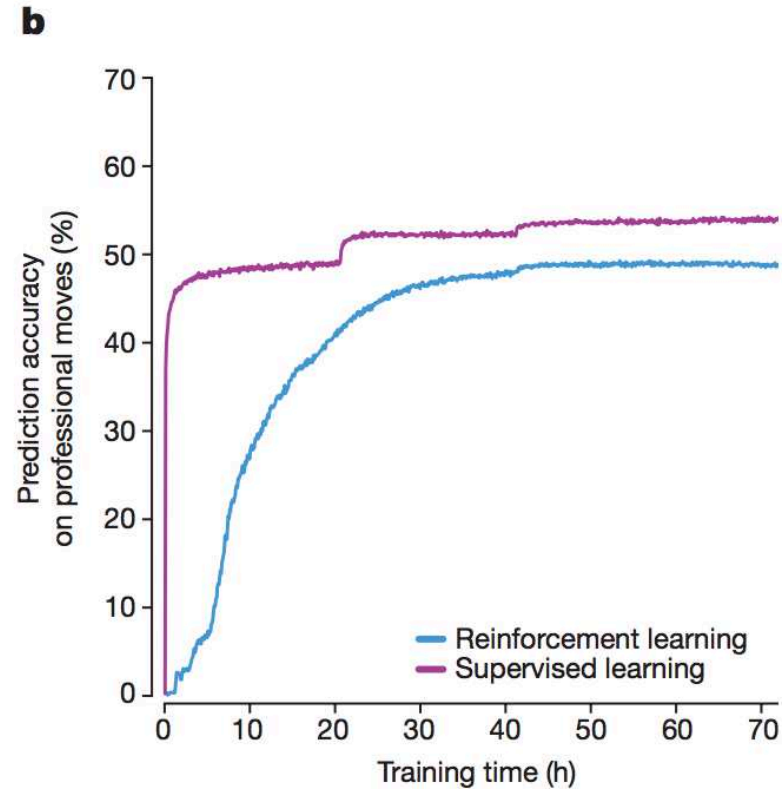 b
70
60
50
40
30
20
10
0
Prediction accuracy
on professional moves (%)
Reinforcement learning
Supervised learning
0 10 20 30 40 50 60 70
Training time (h)